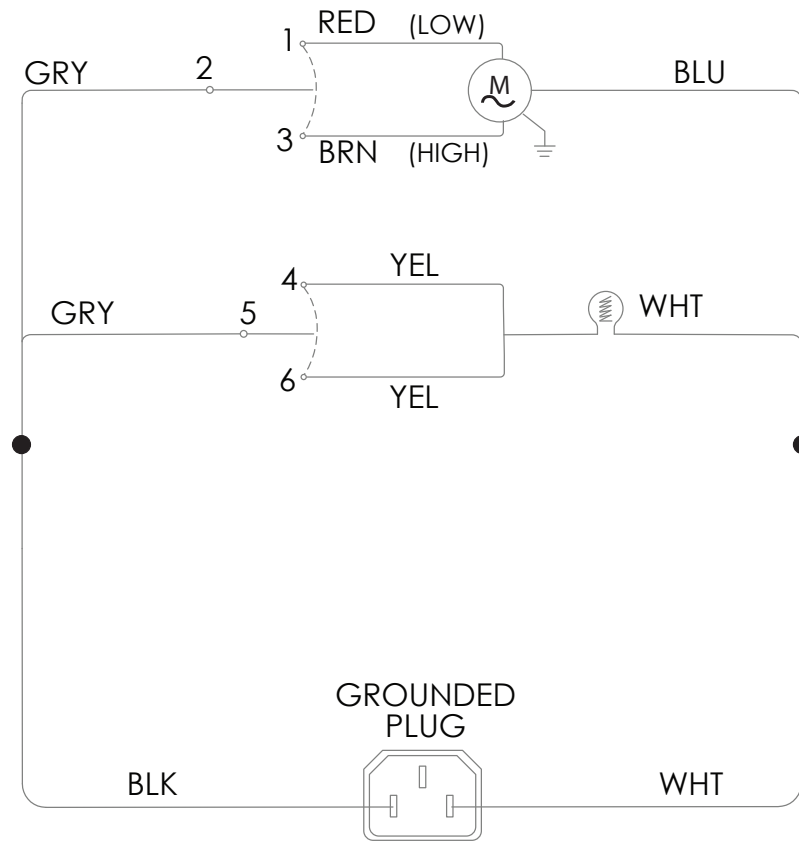 1 RED (LOW)
GRY 2 M BLU
3 BRN (HIGH)
4 YEL
GRY 5 WHT
6 YEL
GROUNDED
PLUG
BLK WHT